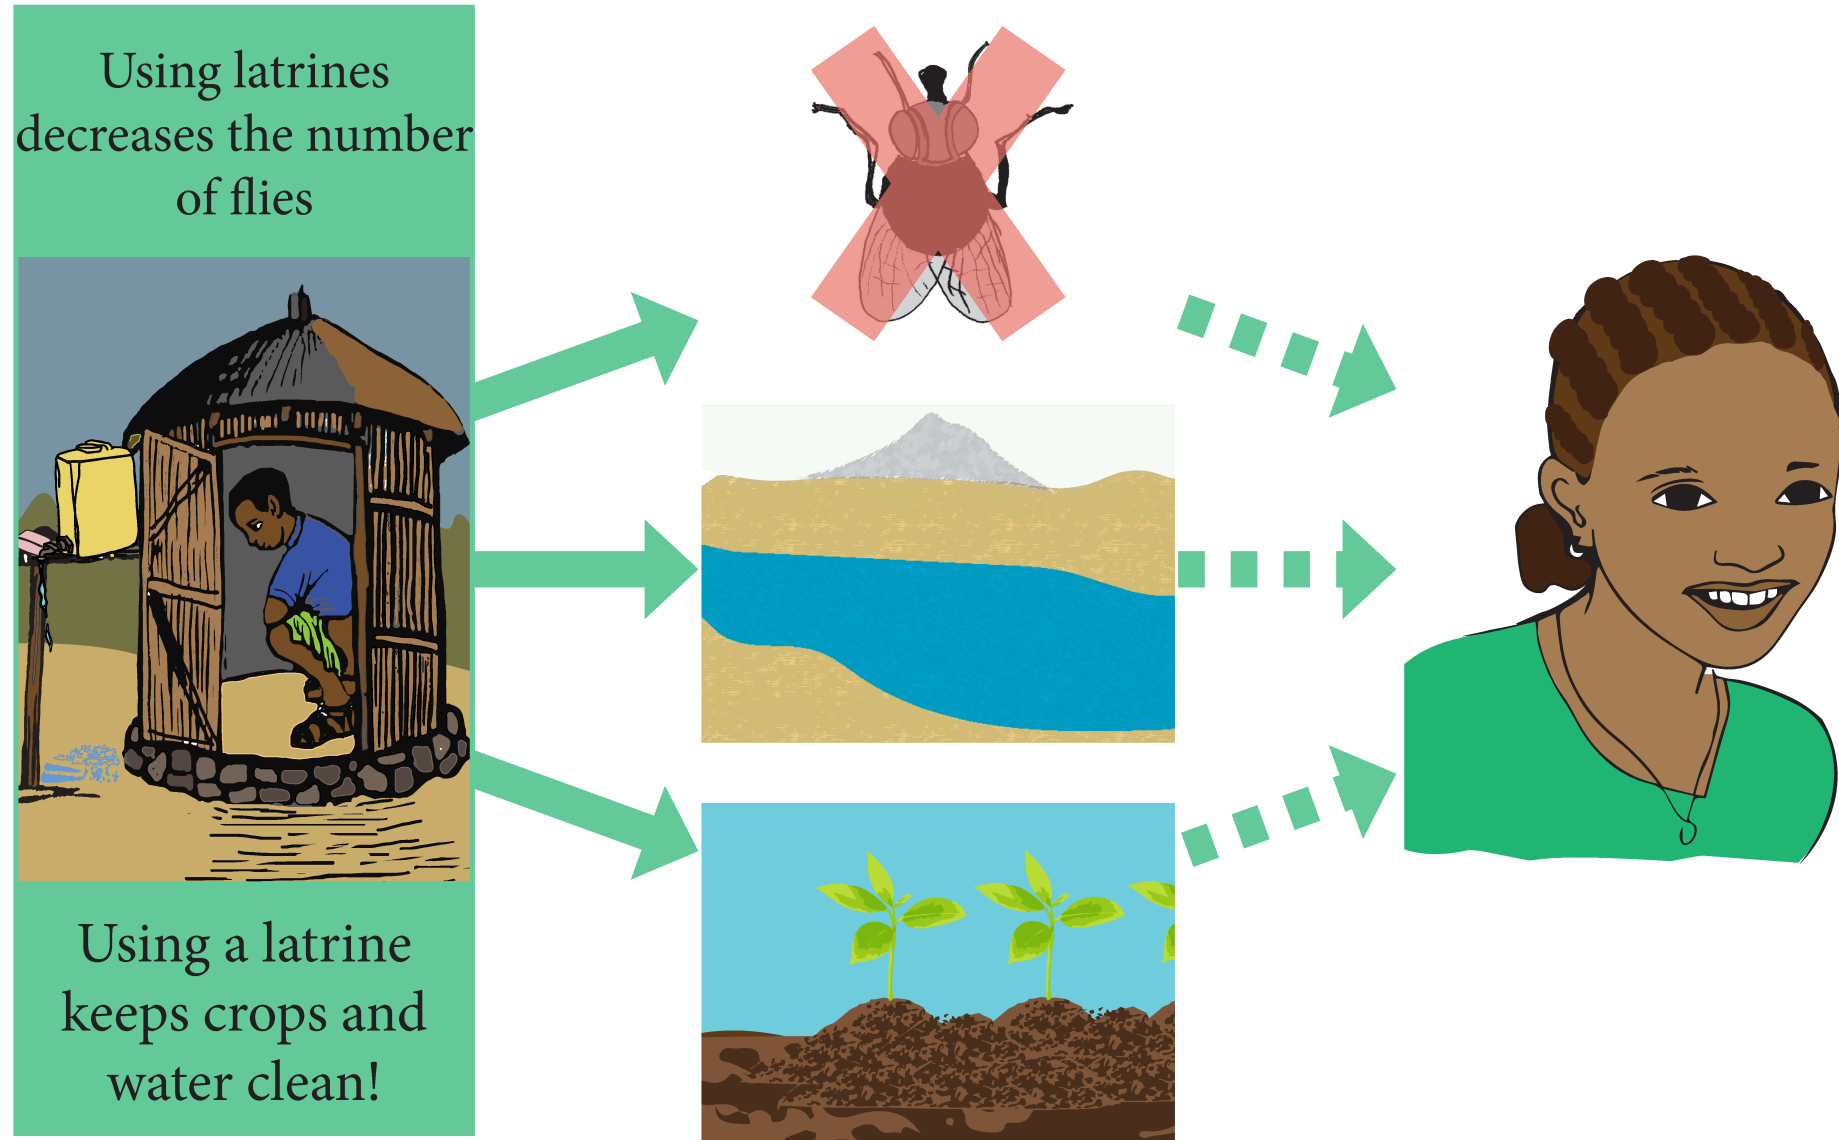 Using latrines
decreases the number
of flies
Using a latrine
keeps crops and
water clean!